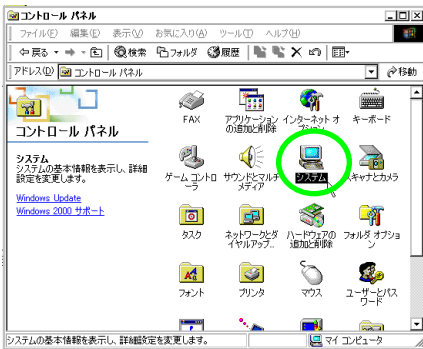 コントロール パネル
ファイル(F) 編集(E) 表示(V) お気に入り(A) ツール(T) ヘルプ(H)
戻る 検索 フォルダ 履歴
アドレス(D) コントロール パネル 移動
コントロール パネル
システム
システムの基本情報を表示し、詳細
設定を変更します。
Windows Update
Windows 2000 サポート
FAX
アプリケーション
の追加と削除
インターネット オ
プション
キーボード
ゲーム コントロ
ーラ
サウンドとマルチ
メディア
システム
スキャナとカメラ
タスク
ネットワークとダ
イヤルアップ...
ハードウェアの
追加と削除
フォルダ オプショ
ン
フォント
プリンタ
マウス
ユーザーとパス
ワード
システムの基本情報を表示し、詳細設定を変更します。 マイ コンピュータ